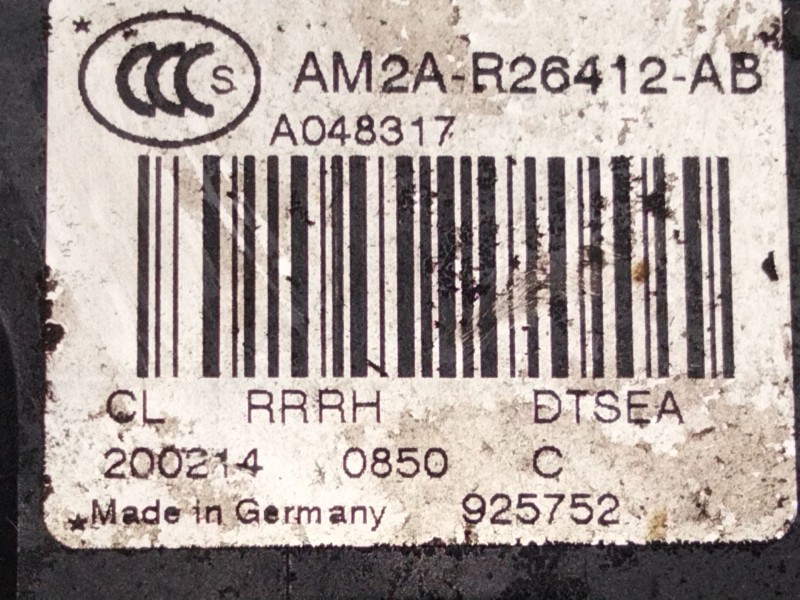 CCC S AM2A-R26412-AB
A048317
CL RRRH DTSEA
200214 0850 C
Made in Germany 925752